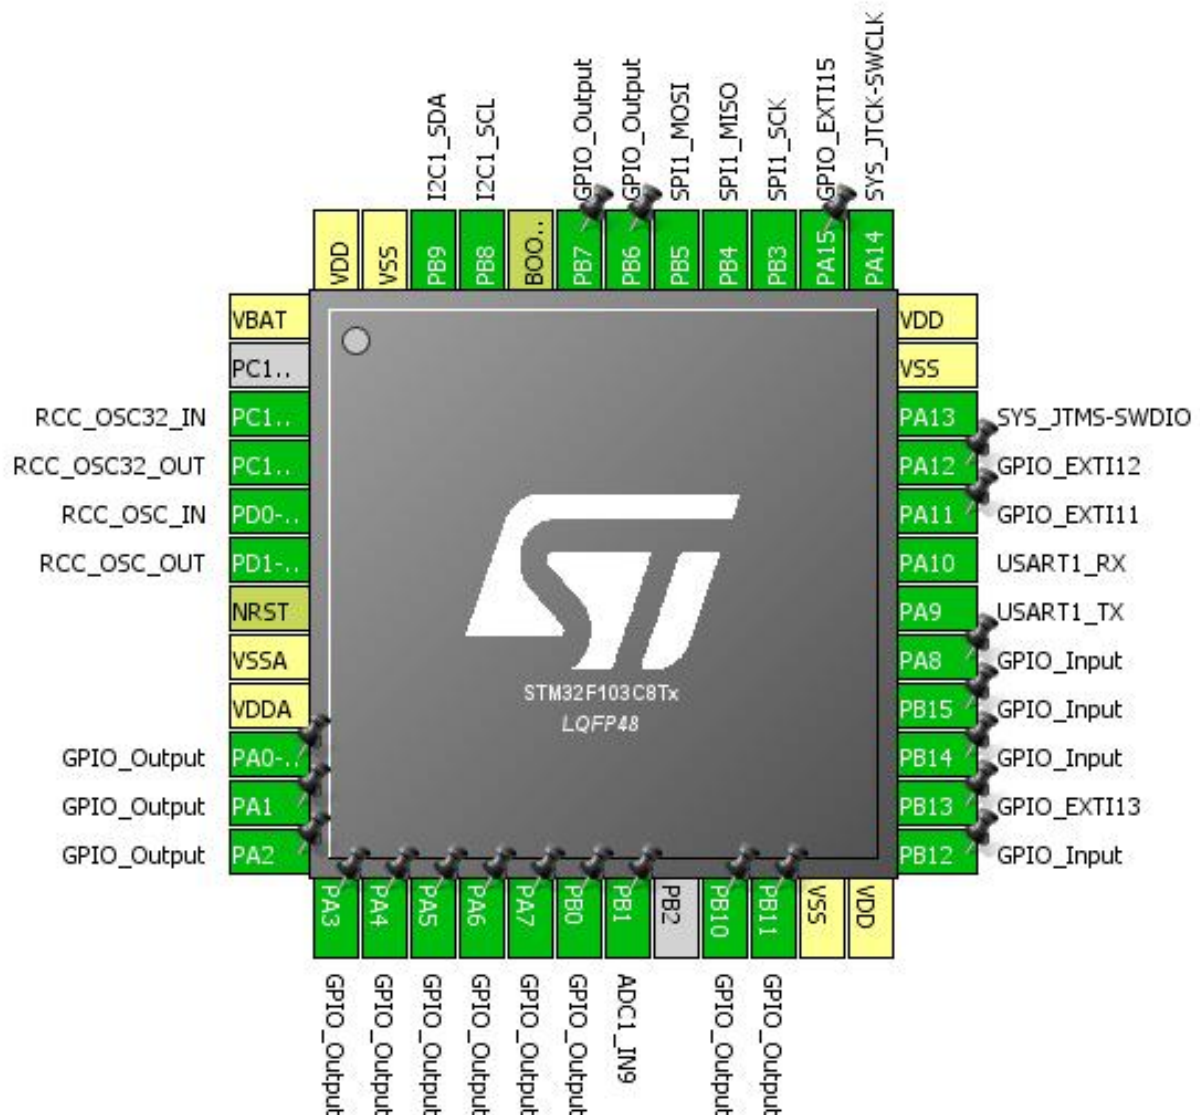 I2C1_SDA
I2C1_SCL
GPIO_Output
GPIO_Output
SPI1_MOSI
SPI1_MISO
SPI1_SCK
GPIO_EXTI15
SYS_JTCK-SWCLK
VDD
VSS
PB9
PB8
BOO..
PB7
PB6
PB5
PB4
PB3
PA15
PA14
VBAT
PC1..
RCC_OSC32_IN PC1..
RCC_OSC32_OUT PC1..
RCC_OSC_IN PD0-..
RCC_OSC_OUT PD1-..
NRST
VSSA
VDDA
GPIO_Output PA0-..
GPIO_Output PA1
GPIO_Output PA2
ST
STM32F103C8Tx
LQFP48
VDD
VSS
PA13 SYS_JTMS-SWDIO
PA12 GPIO_EXTI12
PA11 GPIO_EXTI11
PA10 USART1_RX
PA9 USART1_TX
PA8 GPIO_Input
PB15 GPIO_Input
PB14 GPIO_Input
PB13 GPIO_EXTI13
PB12 GPIO_Input
PA3
PA4
PA5
PA6
PA7
PB0
PB1
PB2
PB10
PB11
VSS
VDD
GPIO_Output
GPIO_Output
GPIO_Output
GPIO_Output
GPIO_Output
GPIO_Output
ADC1_IN9
GPIO_Output
GPIO_Output